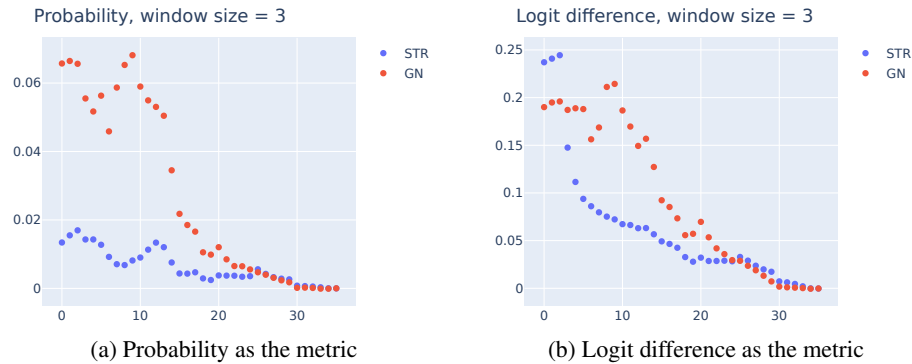 Probability, window size = 3
STR
GN
0.06
0.04
0.02
0
0
10
20
30
(a) Probability as the metric
Logit difference, window size = 3
STR
GN
0.25
0.2
0.15
0.1
0.05
0
0
10
20
30
(b) Logit difference as the metric